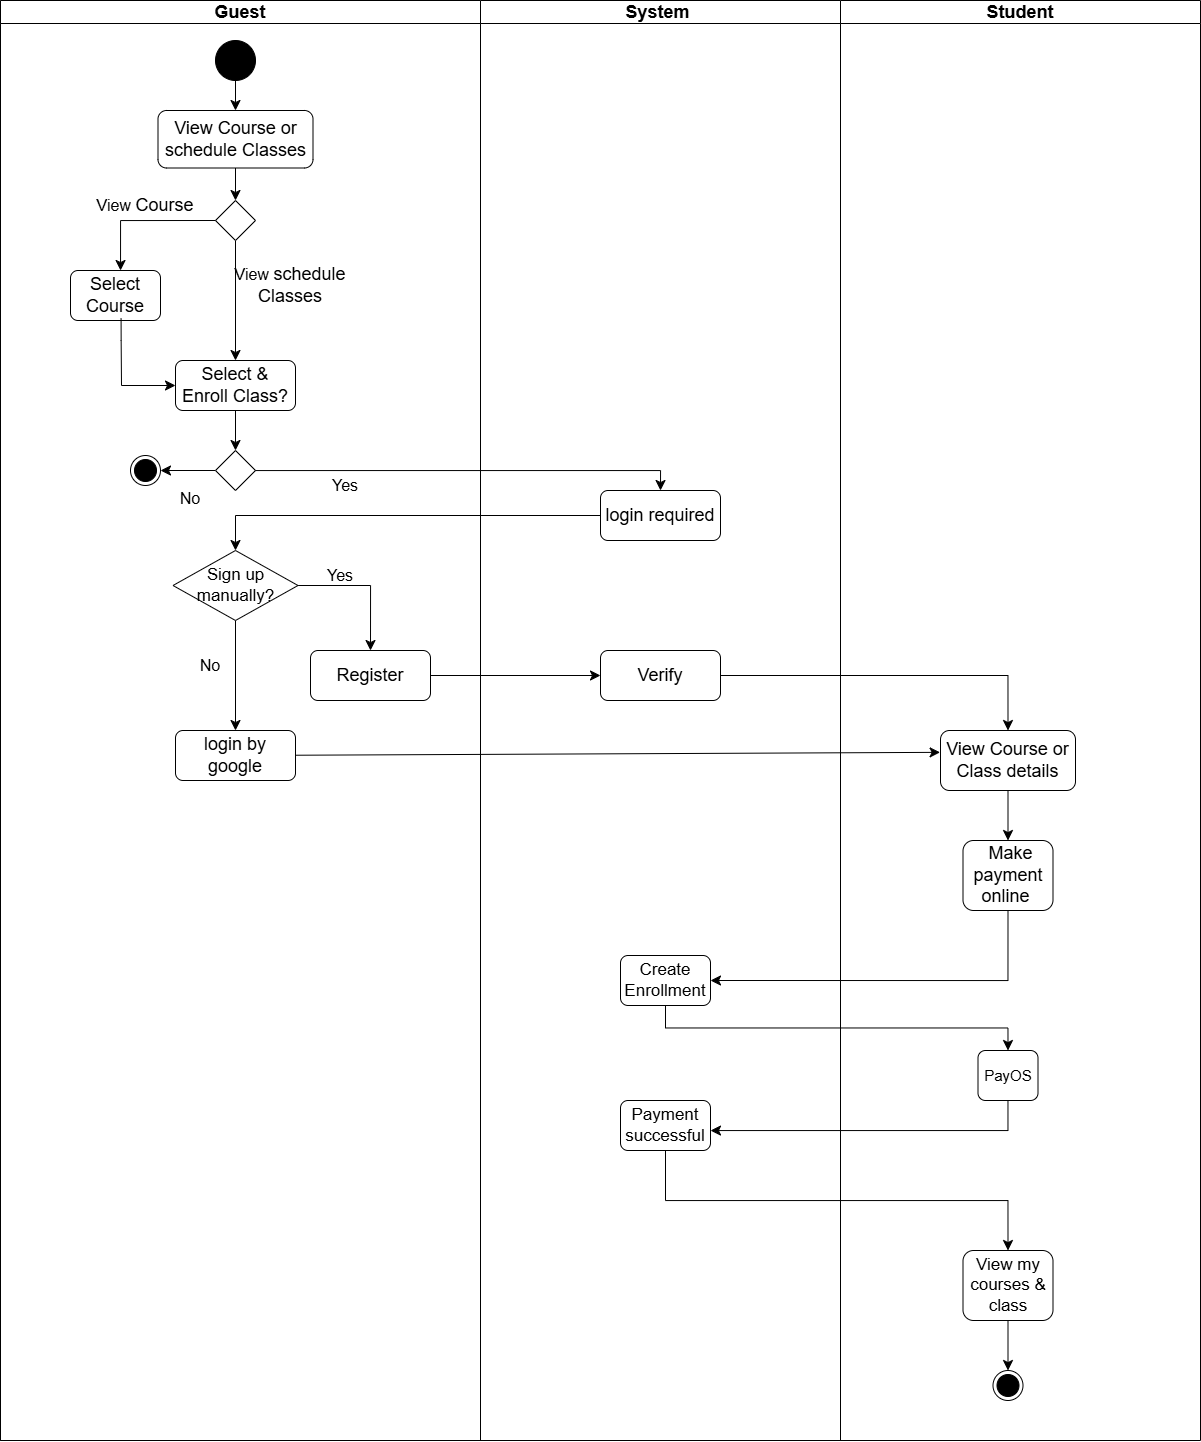 Guest
System
Student
View Course or
schedule Classes
View Course
View schedule
Classes
Select
Course
Select &
Enroll Class?
No
Yes
login required
Sign up
manually?
Yes
No
Register
Verify
login by
google
View Course or
Class details
Make
payment
online
Create
Enrollment
PayOS
Payment
successful
View my
courses &
class